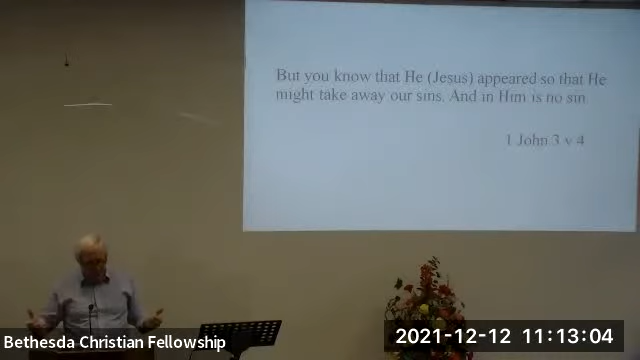 But you know that He (Jesus) appeared so that He
might take away our sins. And in Him is no sin
1 John 3 v 4
Bethesda Christian Fellowship
2021-12-12 11:13:04